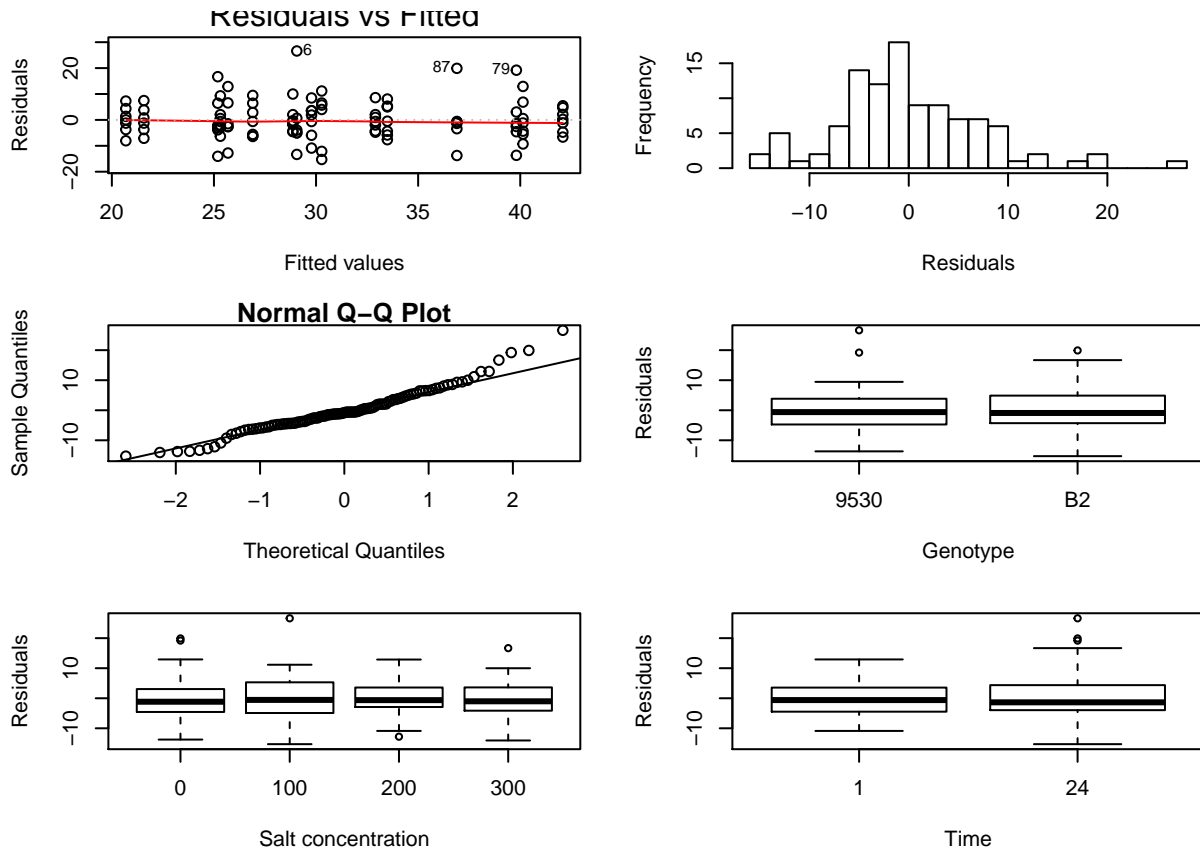 Residuals vs Fitted
Residuals
20
0
−20
6
87
79
20
25
30
35
40
Fitted values
Frequency
15
5
0
−10
0
10
20
Residuals
Normal Q−Q Plot
Sample Quantiles
10
−10
−2
−1
0
1
2
Theoretical Quantiles
Residuals
10
−10
9530
B2
Genotype
Residuals
10
−10
0
100
200
300
Salt concentration
Residuals
10
−10
1
24
Time